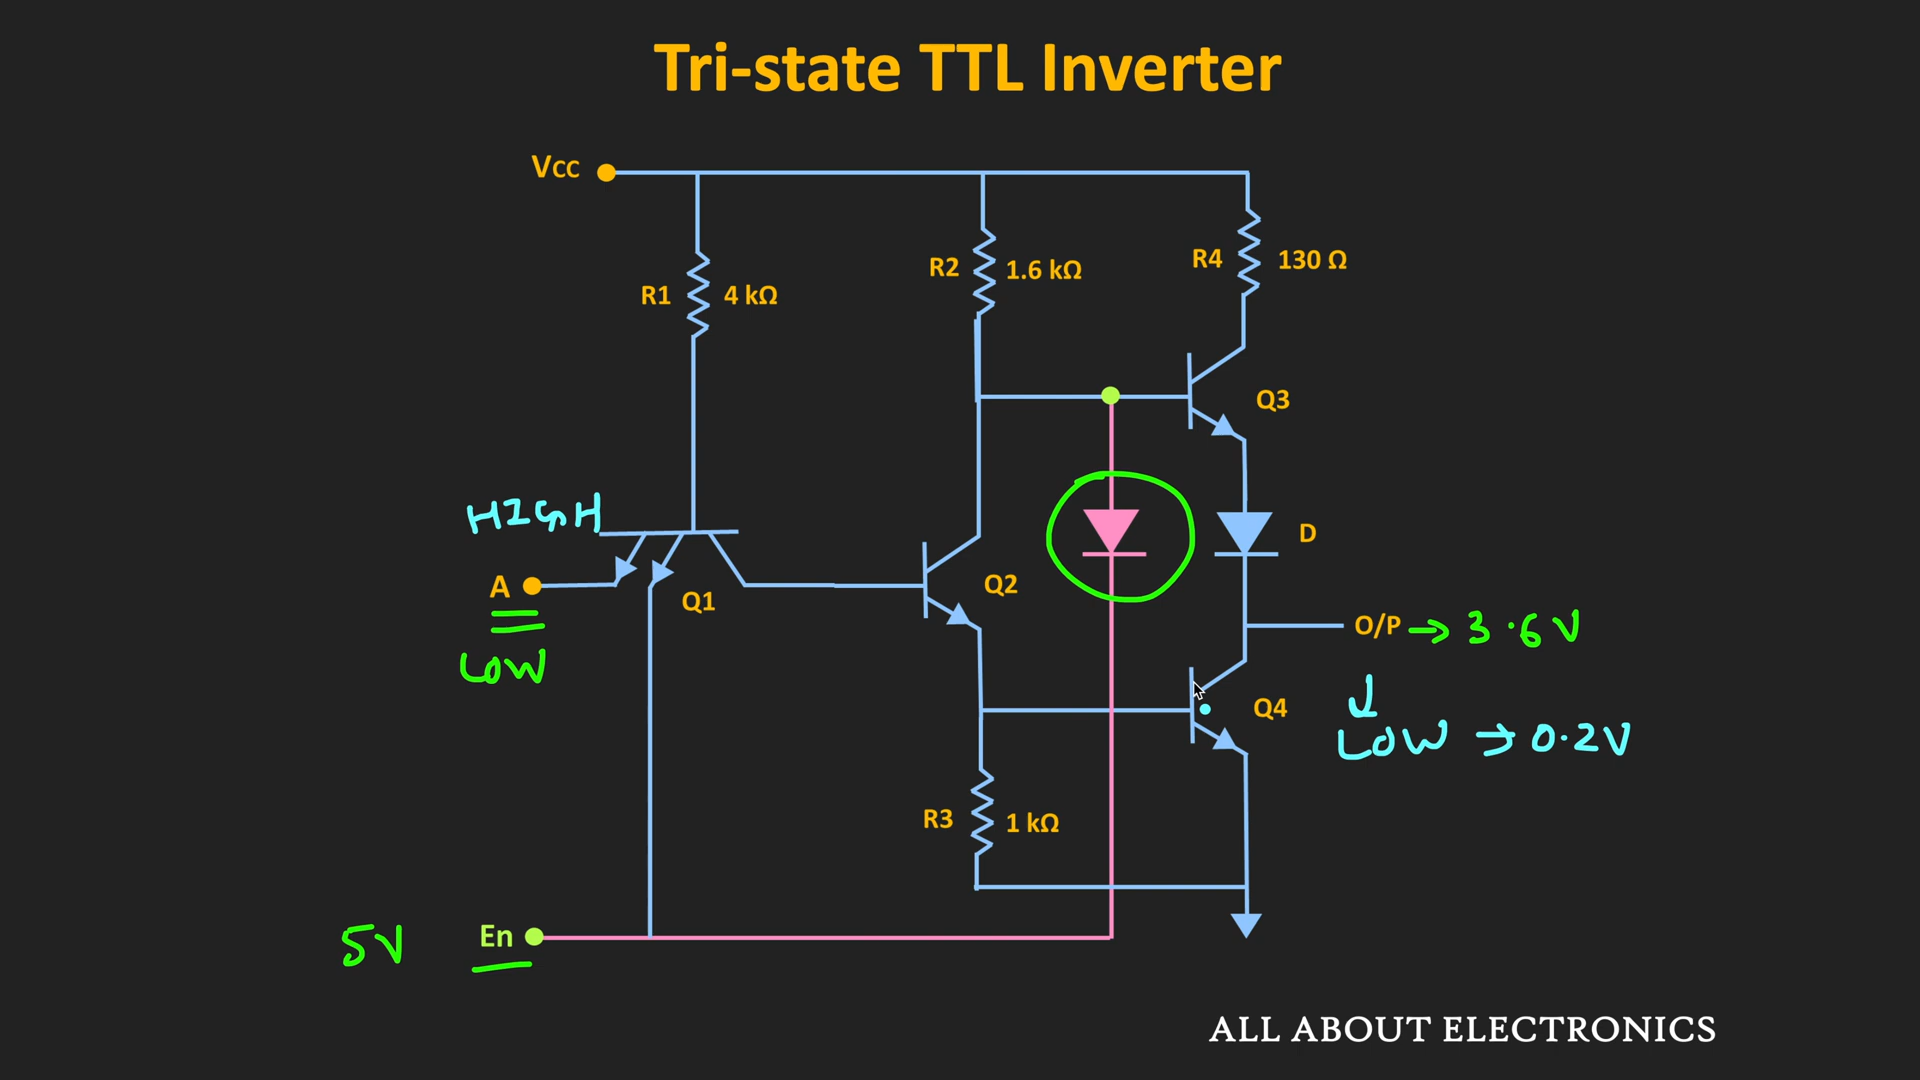 Tri-state TTL Inverter
Vcc
R1 4 kΩ
R2 1.6 kΩ
R4 130 Ω
Q3
HIGH
A
LOW
Q1
Q2
D
O/P → 3.6 V
LOW → 0.2V
Q4
R3 1 kΩ
5V En
ALL ABOUT ELECTRONICS